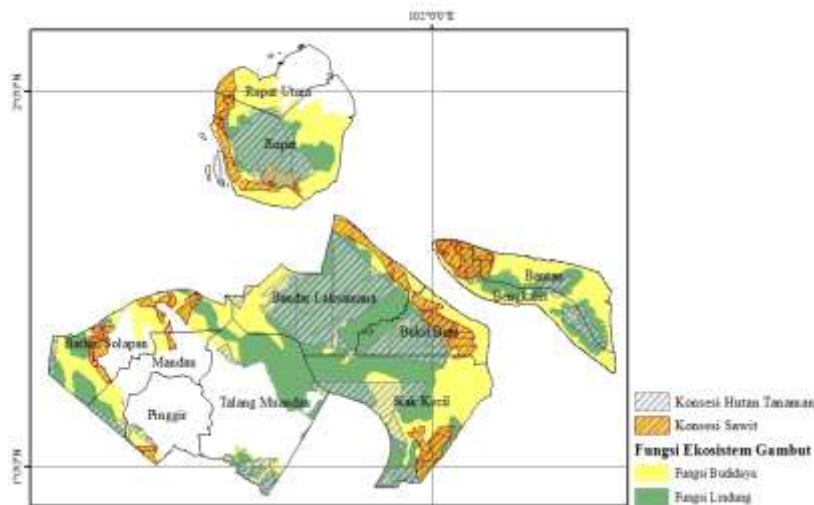 102°0'0"E
2°0'0"N
Rupat Utara
Rupat
Bantan
Bengkalis
Bandar Laksamana
Bukit Batu
Bathin Solapan
Mandau
Pinggir
Talang Muandau
Siak Kecil
1°0'0"N
Konsesi Hutan Tanaman
Konsesi Sawit
Fungsi Ekosistem Gambut
Fungsi Budidaya
Fungsi Lindung